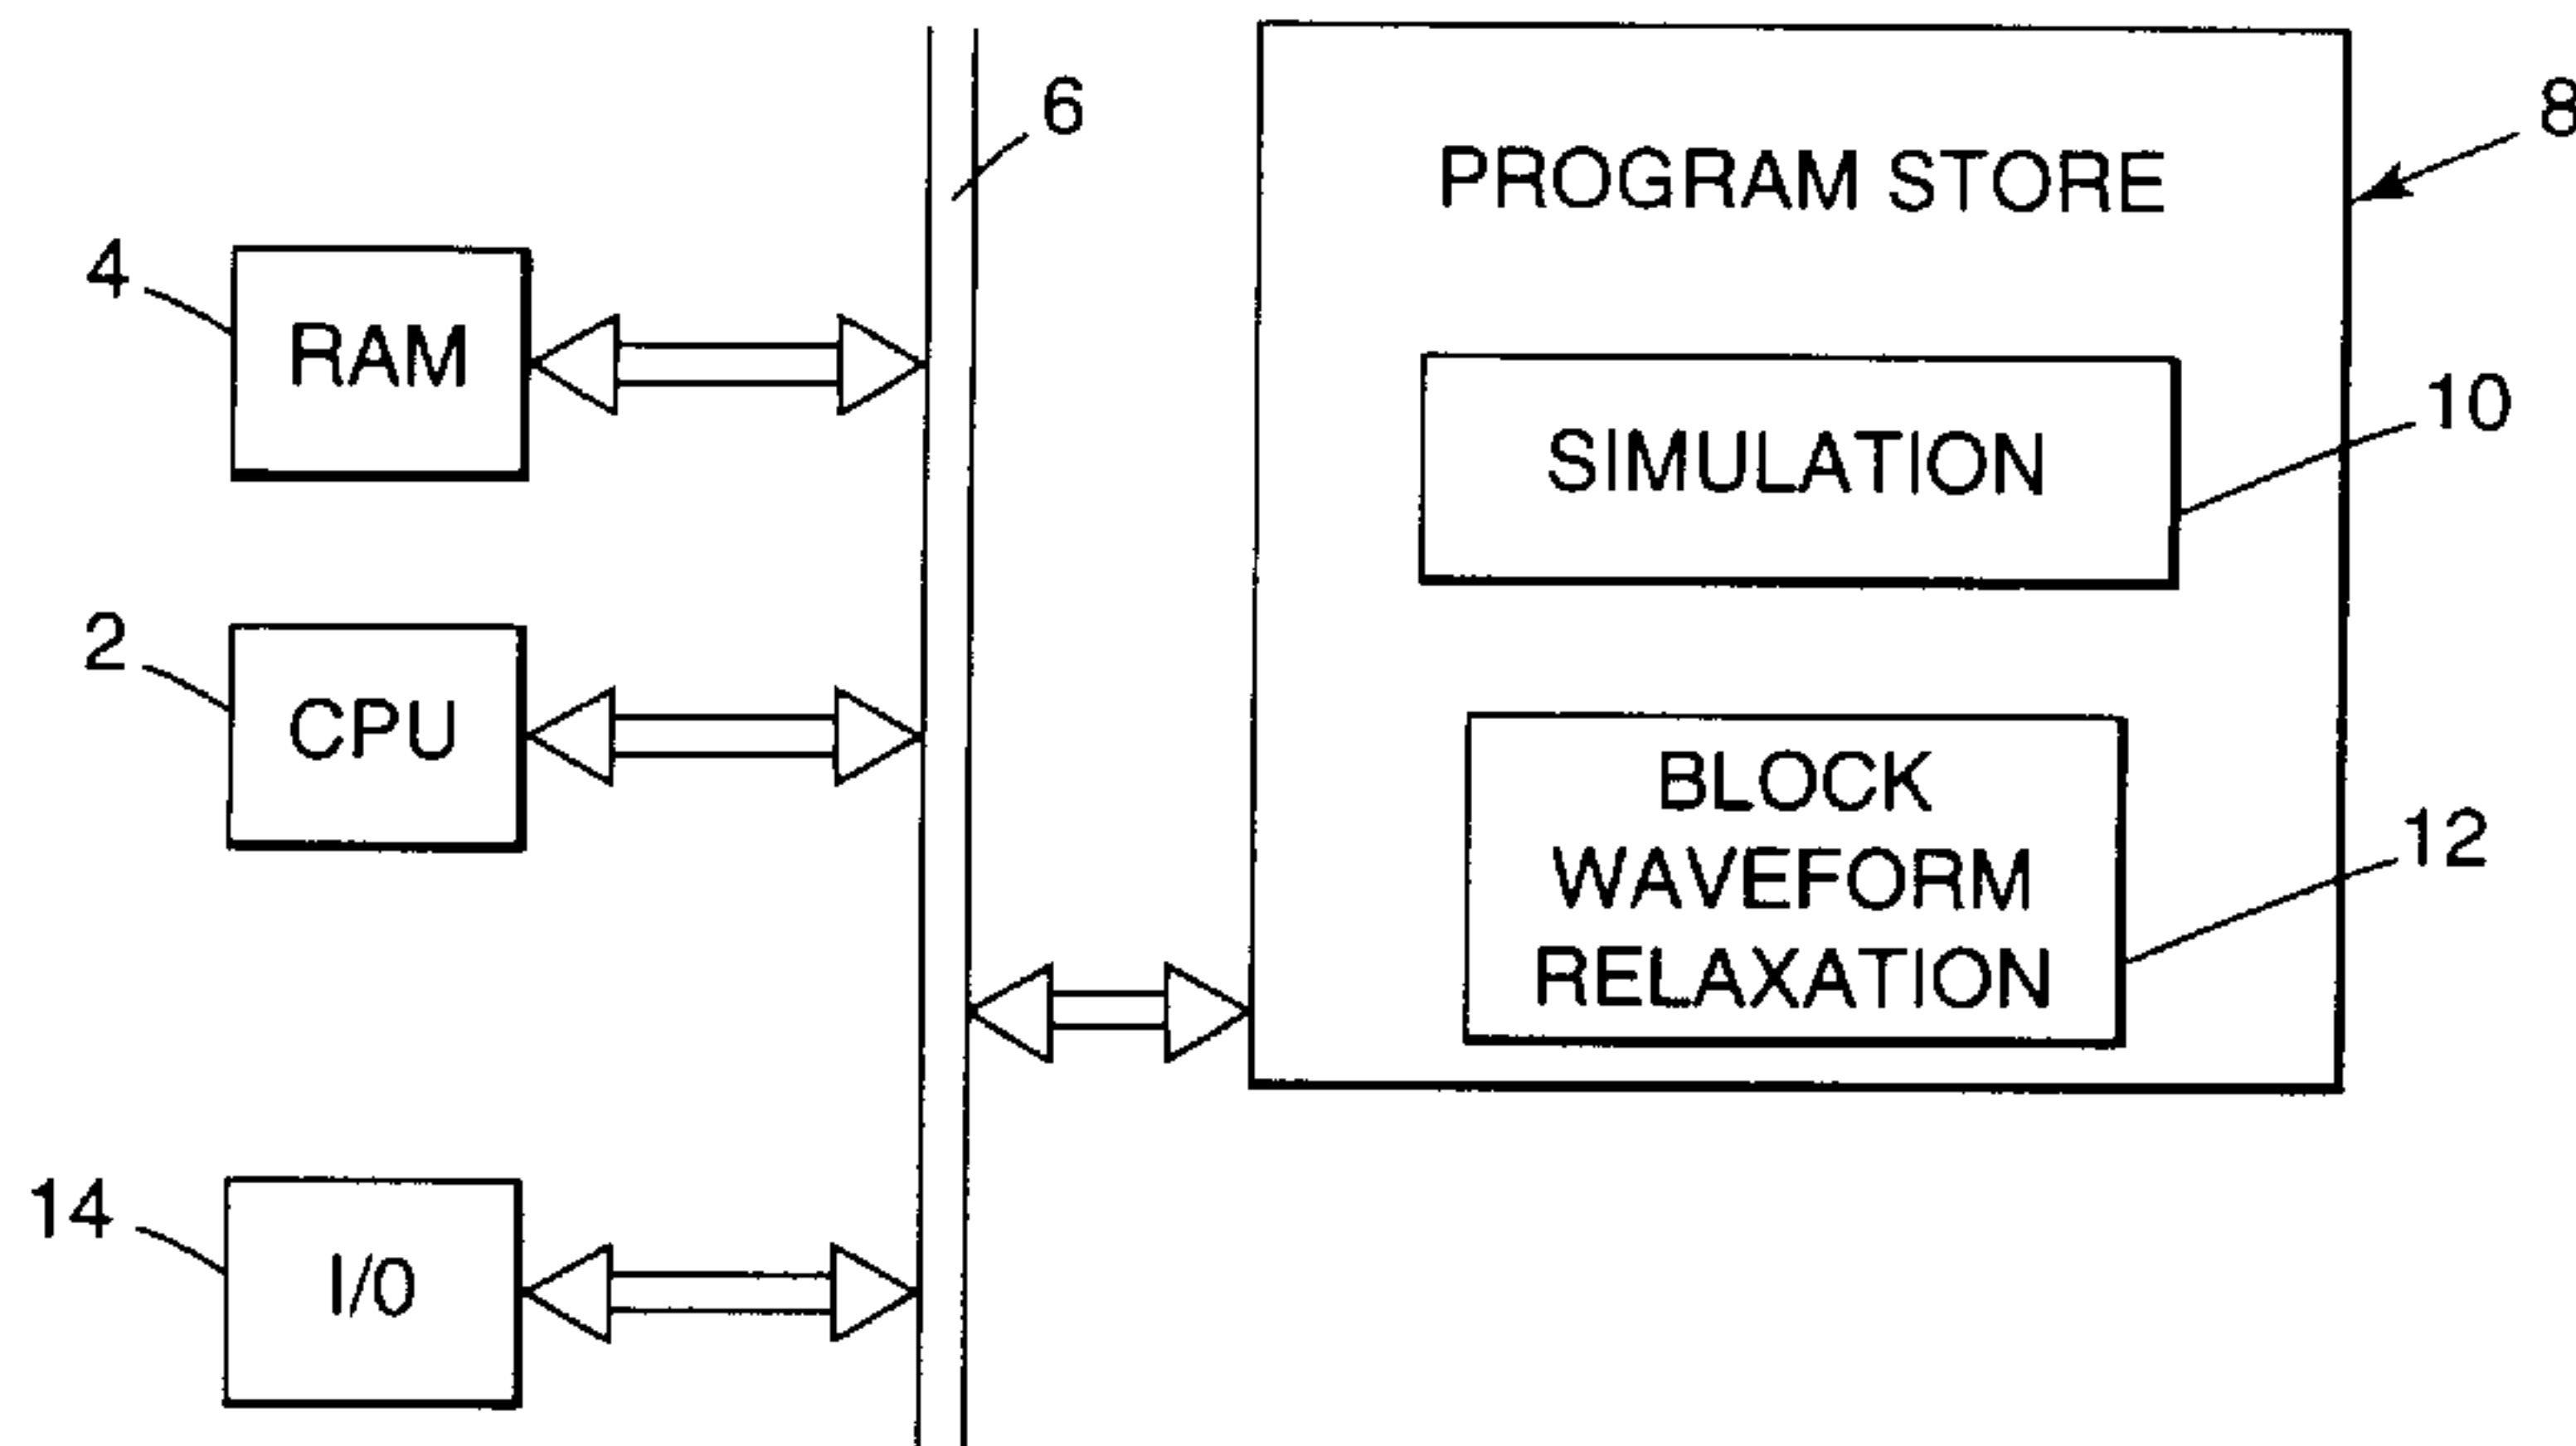 6
8
PROGRAM STORE
4
RAM
10
SIMULATION
2
CPU
12
BLOCK
WAVEFORM
RELAXATION
14
I/0